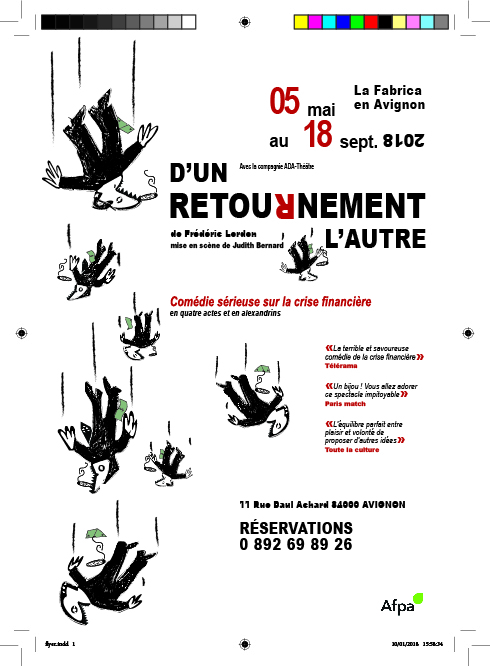 La Fabrica
en Avignon
05 mai
au 18 sept. 2018
Avec la compagnie ADA-Théâtre
D'UN
RETOURNEMENT
L'AUTRE
de Frédéric Lordon
mise en scène de Judith Bernard
Comédie sérieuse sur la crise financière
en quatre actes et en alexandrins
«La terrible et savoureuse
comédie de la crise financière»
Télérama
«Un bijou ! Vous allez adorer
ce spectacle impitoyable»
Paris match
«L'équilibre parfait entre
plaisir et volonté de
proposer d'autres idées»
Toute la culture
11 Rue Paul Achard 84000 AVIGNON
RÉSERVATIONS
0 892 69 89 26
Afpa
flyer.indd 1
10/01/2018 15:58:34